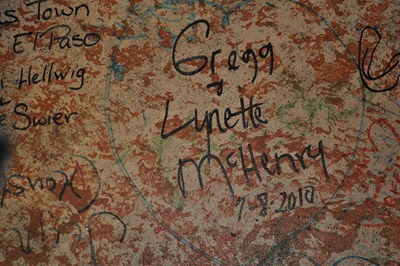 Town
El Paso
Hellwig
Swier
Gregg
+
Lynette
McHenry
7-8-2010